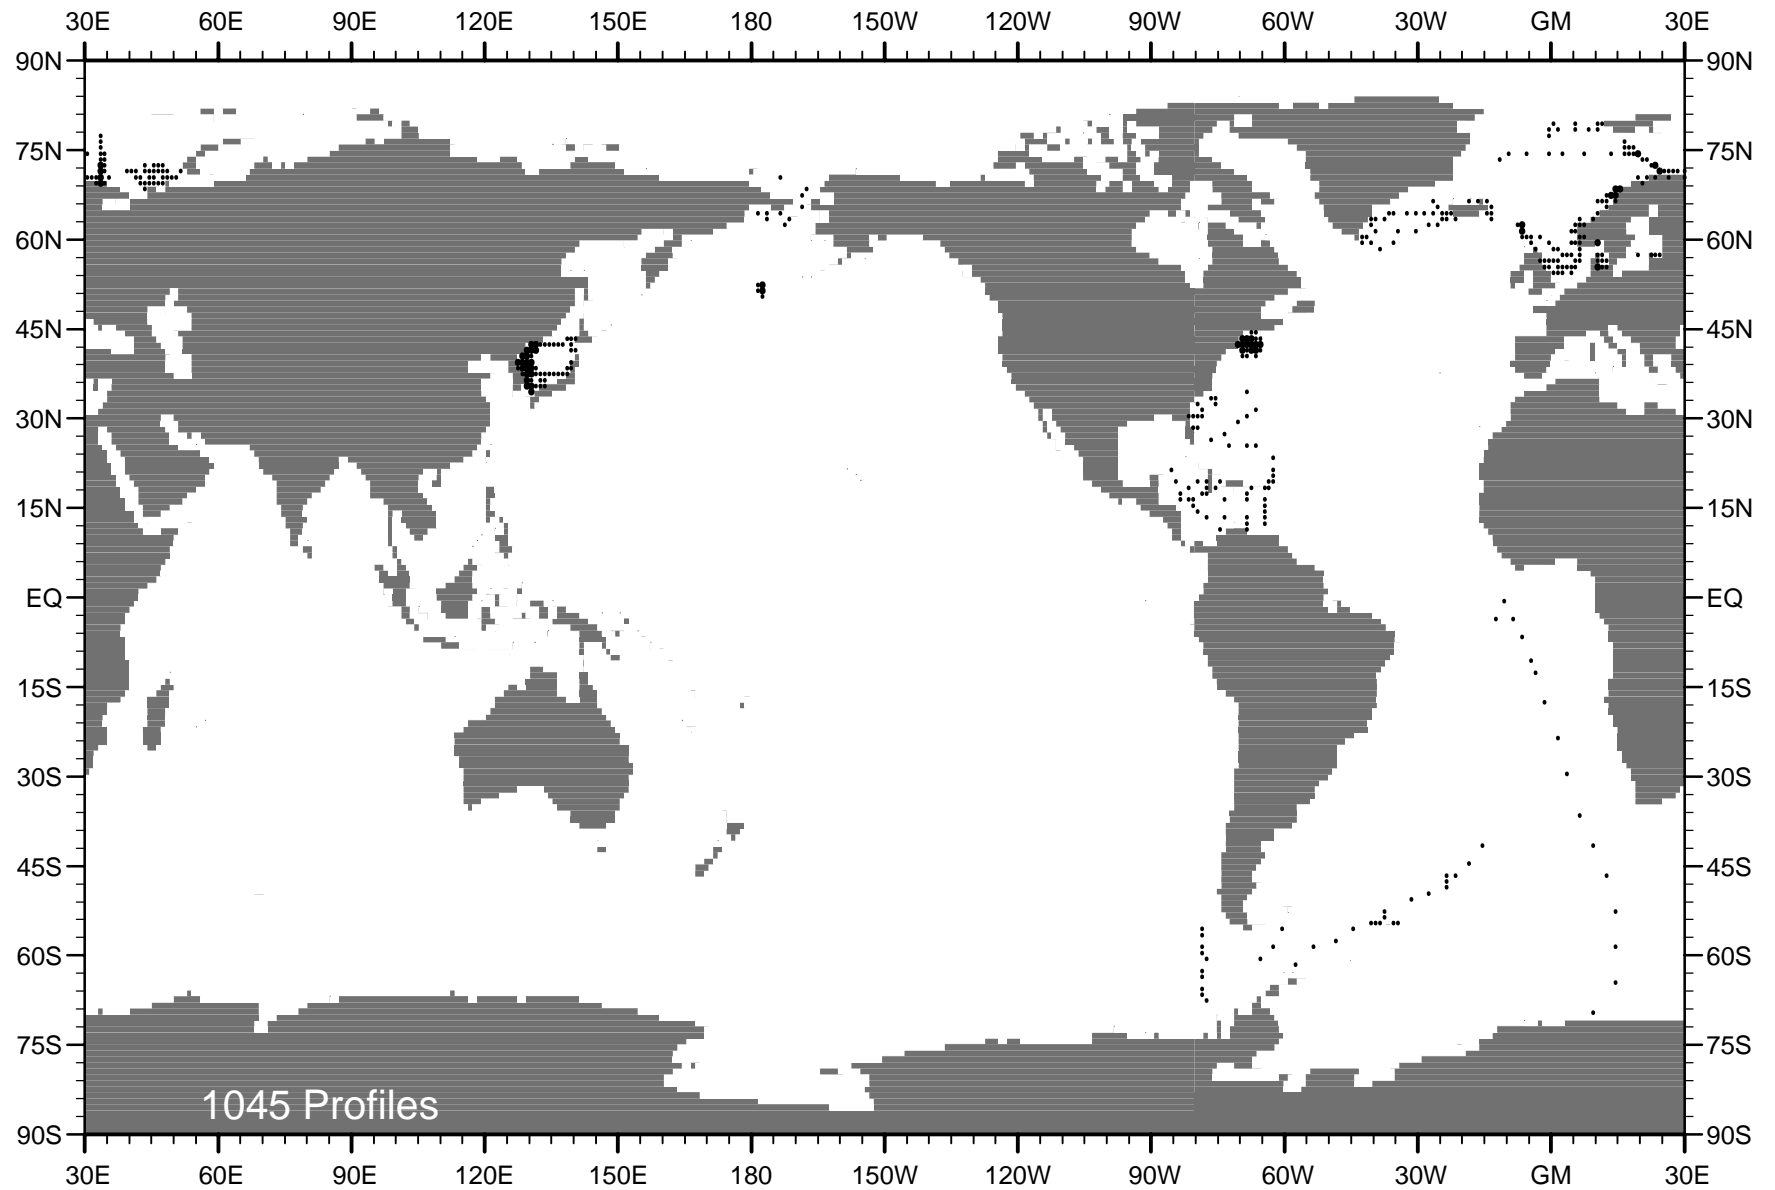 30E 60E 90E 120E 150E 180 150W 120W 90W 60W 30W GM 30E
90N 90N
75N 75N
60N 60N
45N 45N
30N 30N
15N 15N
EQ EQ
15S 15S
30S 30S
45S 45S
60S 60S
75S 75S
1045 Profiles
90S 90S
30E 60E 90E 120E 150E 180 150W 120W 90W 60W 30W GM 30E